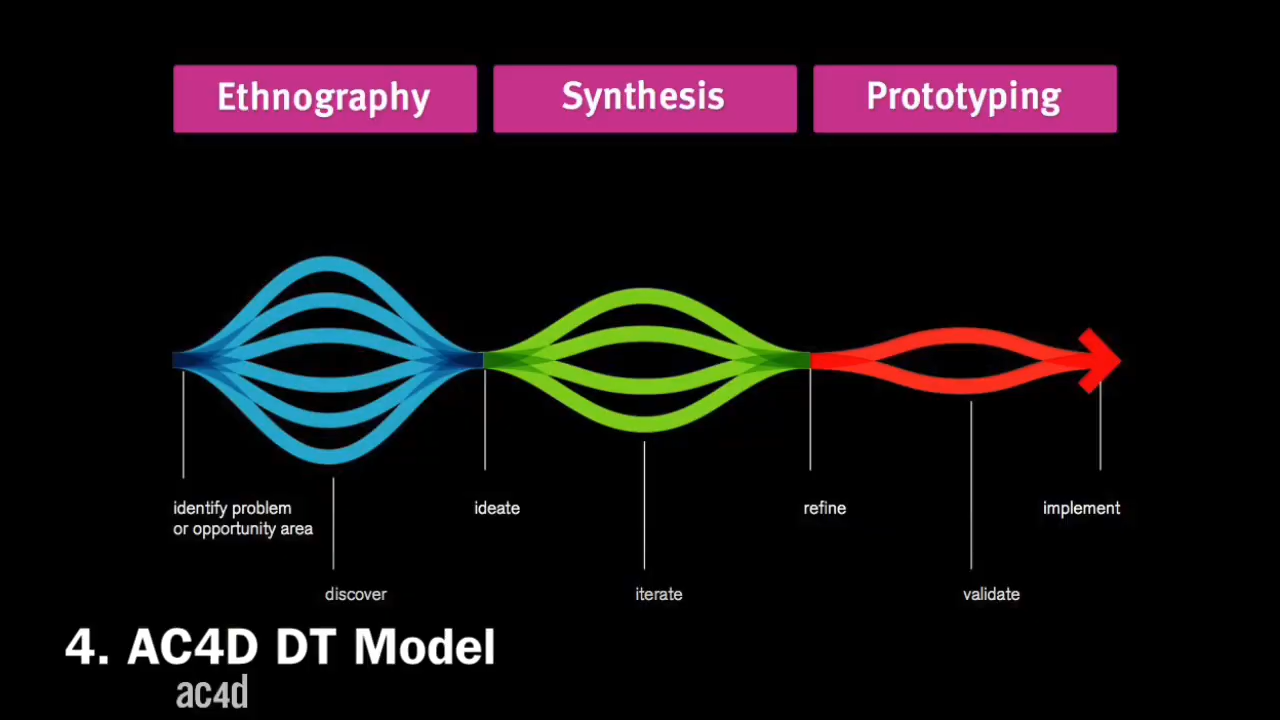 Ethnography
Synthesis
Prototyping
identify problem
or opportunity area
ideate
refine
implement
discover
iterate
validate
4. AC4D DT Model
ac4d